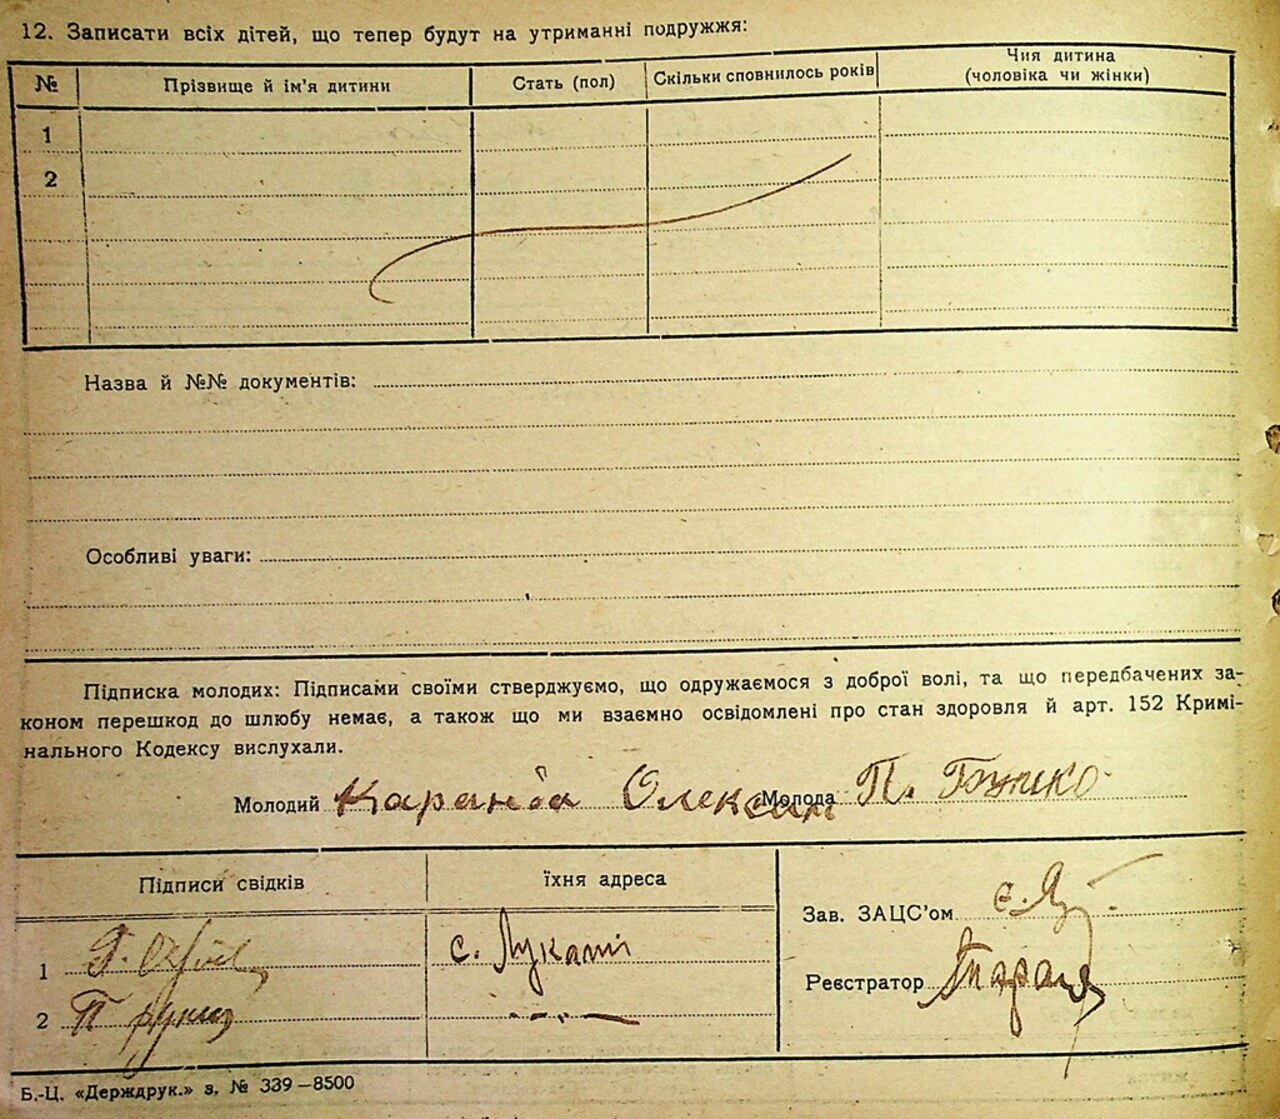 12. Записати всіх дітей, що тепер будут на утриманні подружжя:
№ Прізвище й ім'я дитини Стать (пол) Скільки сповнилось років Чия дитина (чоловіка чи жінки)
1
2
Назва й №№ документів:
Особливі уваги:
Підписка молодих: Підписами своїми стверджуємо, що одружаємося з доброї волі, та що передбачених за-
коном перешкод до шлюбу немає, а також що ми взаємно освідомлені про стан здоровля й арт. 152 Кримі-
нального Кодексу вислухали.
Молодий Каранда Олексій Молода П. Бужко
Підписи свідків їхня адреса
Зав. ЗАЦС'ом
1 с.
Реєстратор
2 П
Б.-Ц. «Держдрук.» з. № 339–8500